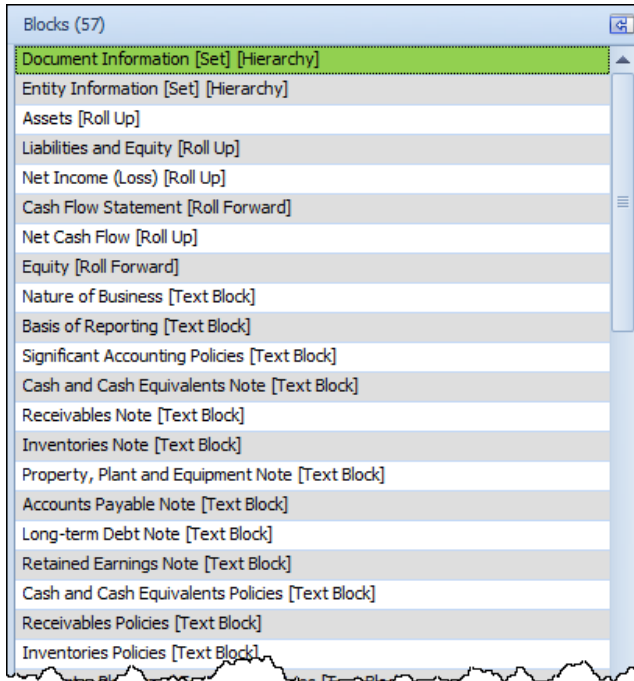 Blocks (57)
Document Information [Set] [Hierarchy]
Entity Information [Set] [Hierarchy]
Assets [Roll Up]
Liabilities and Equity [Roll Up]
Net Income (Loss) [Roll Up]
Cash Flow Statement [Roll Forward]
Net Cash Flow [Roll Up]
Equity [Roll Forward]
Nature of Business [Text Block]
Basis of Reporting [Text Block]
Significant Accounting Policies [Text Block]
Cash and Cash Equivalents Note [Text Block]
Receivables Note [Text Block]
Inventories Note [Text Block]
Property, Plant and Equipment Note [Text Block]
Accounts Payable Note [Text Block]
Long-term Debt Note [Text Block]
Retained Earnings Note [Text Block]
Cash and Cash Equivalents Policies [Text Block]
Receivables Policies [Text Block]
Inventories Policies [Text Block]